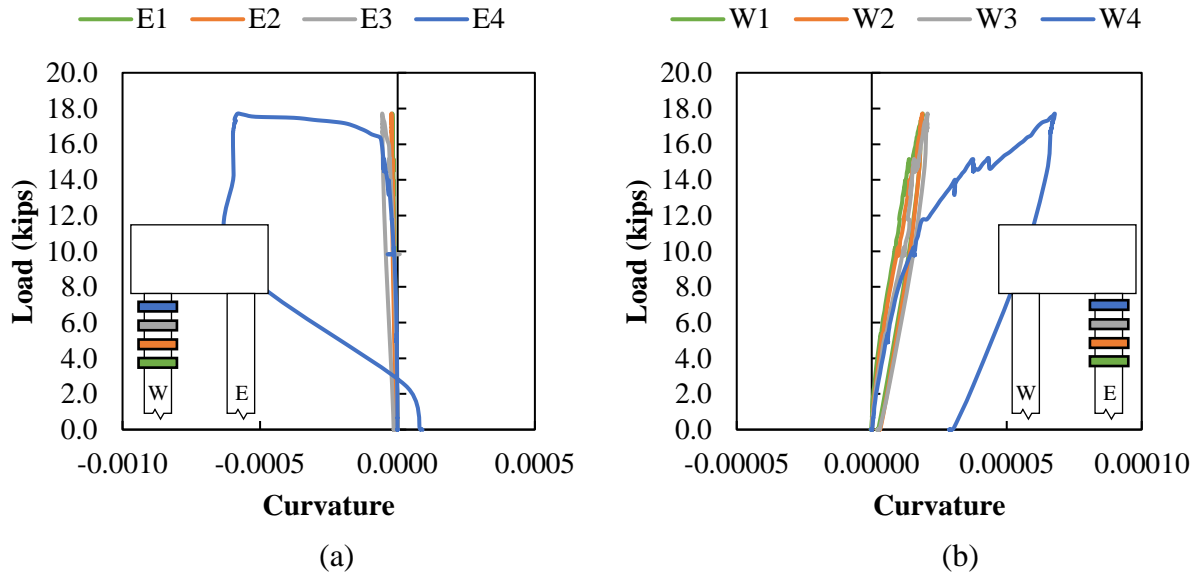 E1 E2 E3 E4
W1 W2 W3 W4
20.0
18.0
16.0
14.0
12.0
10.0
8.0
6.0
4.0
2.0
0.0
Load (kips)
W
E
-0.0010 -0.0005 0.0000 0.0005
Curvature
(a)
20.0
18.0
16.0
14.0
12.0
10.0
8.0
6.0
4.0
2.0
0.0
Load (kips)
W
E
-0.00005 0.00000 0.00005 0.00010
Curvature
(b)